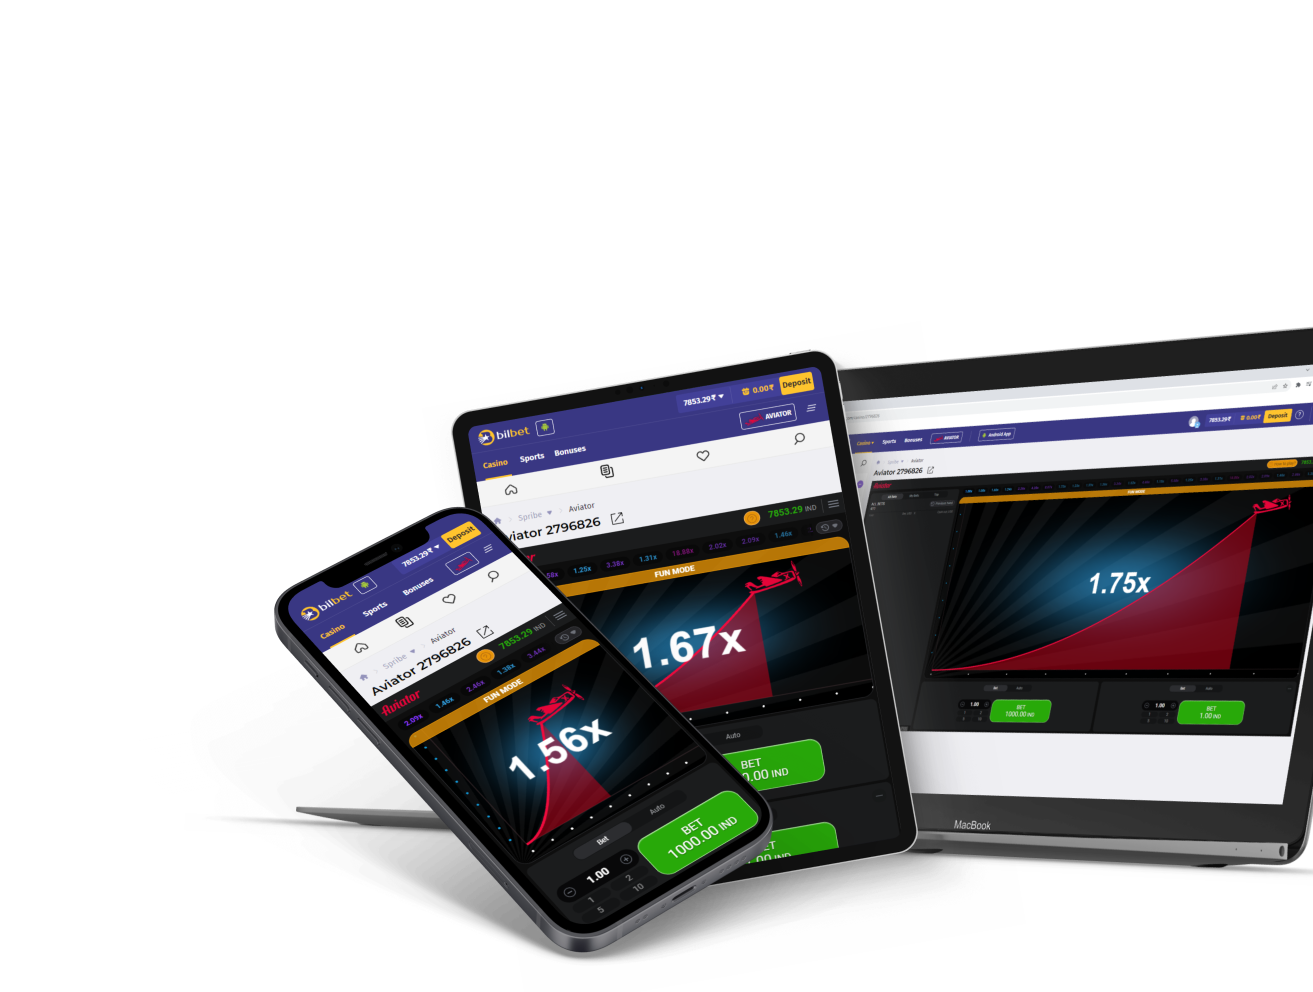 bilbet
7853.29₹
Deposit
Casino
Sports
Bonuses
Spribe
Aviator
Aviator 2796826
Aviator
7853.29 IND
2.09x
1.46x
2.46x
1.38x
3.44x
FUN MODE
1.56x
Bet
Auto
1.00
1
2
5
10
BET
1000.00 IND
bilbet
7853.29₹
0.00₹
Deposit
Casino
Sports
Bonuses
AVIATOR
Spribe
Aviator
viator 2796826
7853.29 IND
1.25x
3.38x
1.31x
18.88x
2.02x
2.09x
1.46x
FUN MODE
1.67x
Auto
BET
0.00 IND
ET
.00 IND
Casino
Sports
Bonuses
AVIATOR
Android App
7853.29₹
0.00₹
Deposit
Spribe
Aviator
Aviator 2796826
Aviator
FUN MODE
1.75x
Bet
Auto
1.00
BET
1000.00 IND
Bet
Auto
1.00
BET
1.00 IND
MacBook